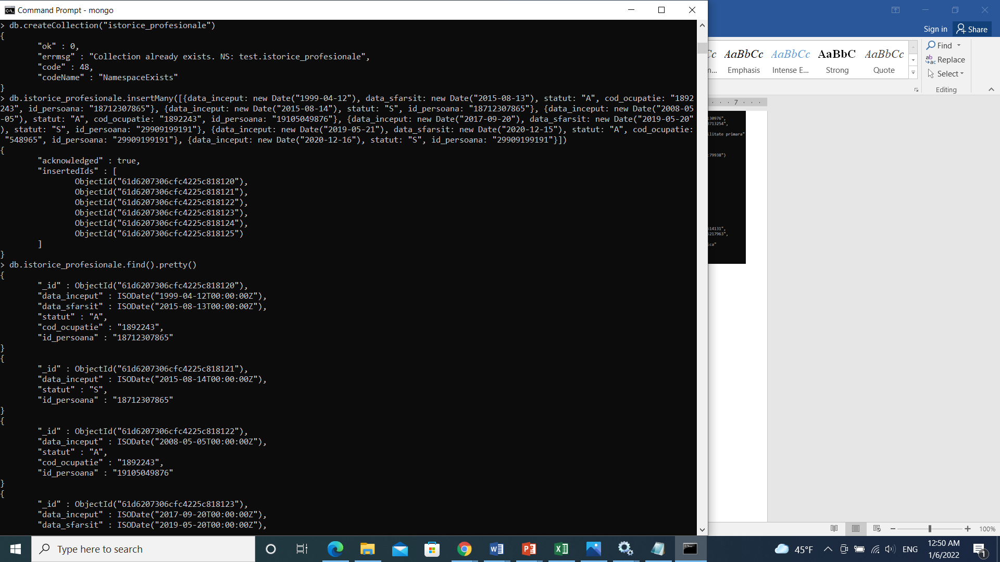 Command Prompt - mongo
> db.createCollection("istorice_profesionale")
{
"ok" : 0,
"errmsg" : "Collection already exists. NS: test.istorice_profesionale",
"code" : 48,
"codeName" : "NamespaceExists"
}
> db.istorice_profesionale.insertMany([{data_inceput: new Date("1999-04-12"), data_sfarsit: new Date("2015-08-13"), statut: "A", cod_ocupatie: "1892
243", id_persoana: "18712307865"}, {data_inceput: new Date("2015-08-14"), statut: "S", id_persoana: "18712307865"}, {data_inceput: new Date("2008-05
-05"), statut: "A", cod_ocupatie: "1892243", id_persoana: "19105049876"}, {data_inceput: new Date("2017-09-20"), data_sfarsit: new Date("2019-05-20"
), statut: "S", id_persoana: "29909199191"}, {data_inceput: new Date("2019-05-21"), data_sfarsit: new Date("2020-12-15"), statut: "A", cod_ocupatie:
"548965", id_persoana: "29909199191"}, {data_inceput: new Date("2020-12-16"), statut: "S", id_persoana: "29909199191"}])
{
"acknowledged" : true,
"insertedIds" : [
ObjectId("61d6207306cfc4225c818120"),
ObjectId("61d6207306cfc4225c818121"),
ObjectId("61d6207306cfc4225c818122"),
ObjectId("61d6207306cfc4225c818123"),
ObjectId("61d6207306cfc4225c818124"),
ObjectId("61d6207306cfc4225c818125")
]
}
> db.istorice_profesionale.find().pretty()
{
"_id" : ObjectId("61d6207306cfc4225c818120"),
"data_inceput" : ISODate("1999-04-12T00:00:00Z"),
"data_sfarsit" : ISODate("2015-08-13T00:00:00Z"),
"statut" : "A",
"cod_ocupatie" : "1892243",
"id_persoana" : "18712307865"
}
{
"_id" : ObjectId("61d6207306cfc4225c818121"),
"data_inceput" : ISODate("2015-08-14T00:00:00Z"),
"statut" : "S",
"id_persoana" : "18712307865"
}
{
"_id" : ObjectId("61d6207306cfc4225c818122"),
"data_inceput" : ISODate("2008-05-05T00:00:00Z"),
"statut" : "A",
"cod_ocupatie" : "1892243",
"id_persoana" : "19105049876"
}
{
"_id" : ObjectId("61d6207306cfc4225c818123"),
"data_inceput" : ISODate("2017-09-20T00:00:00Z"),
"data_sfarsit" : ISODate("2019-05-20T00:00:00Z"),
Sign in Share
AaBbCc AaBbCc AaBbC AaBbCc
Emphasis Intense E... Strong Quote
Find
Replace
Select
Editing
7
130976",
3713254",
ilitate primara"
c79938")
614131",
5217963",
ica"
100%
Type here to search
45°F
ENG
12:50 AM
1/6/2022
1